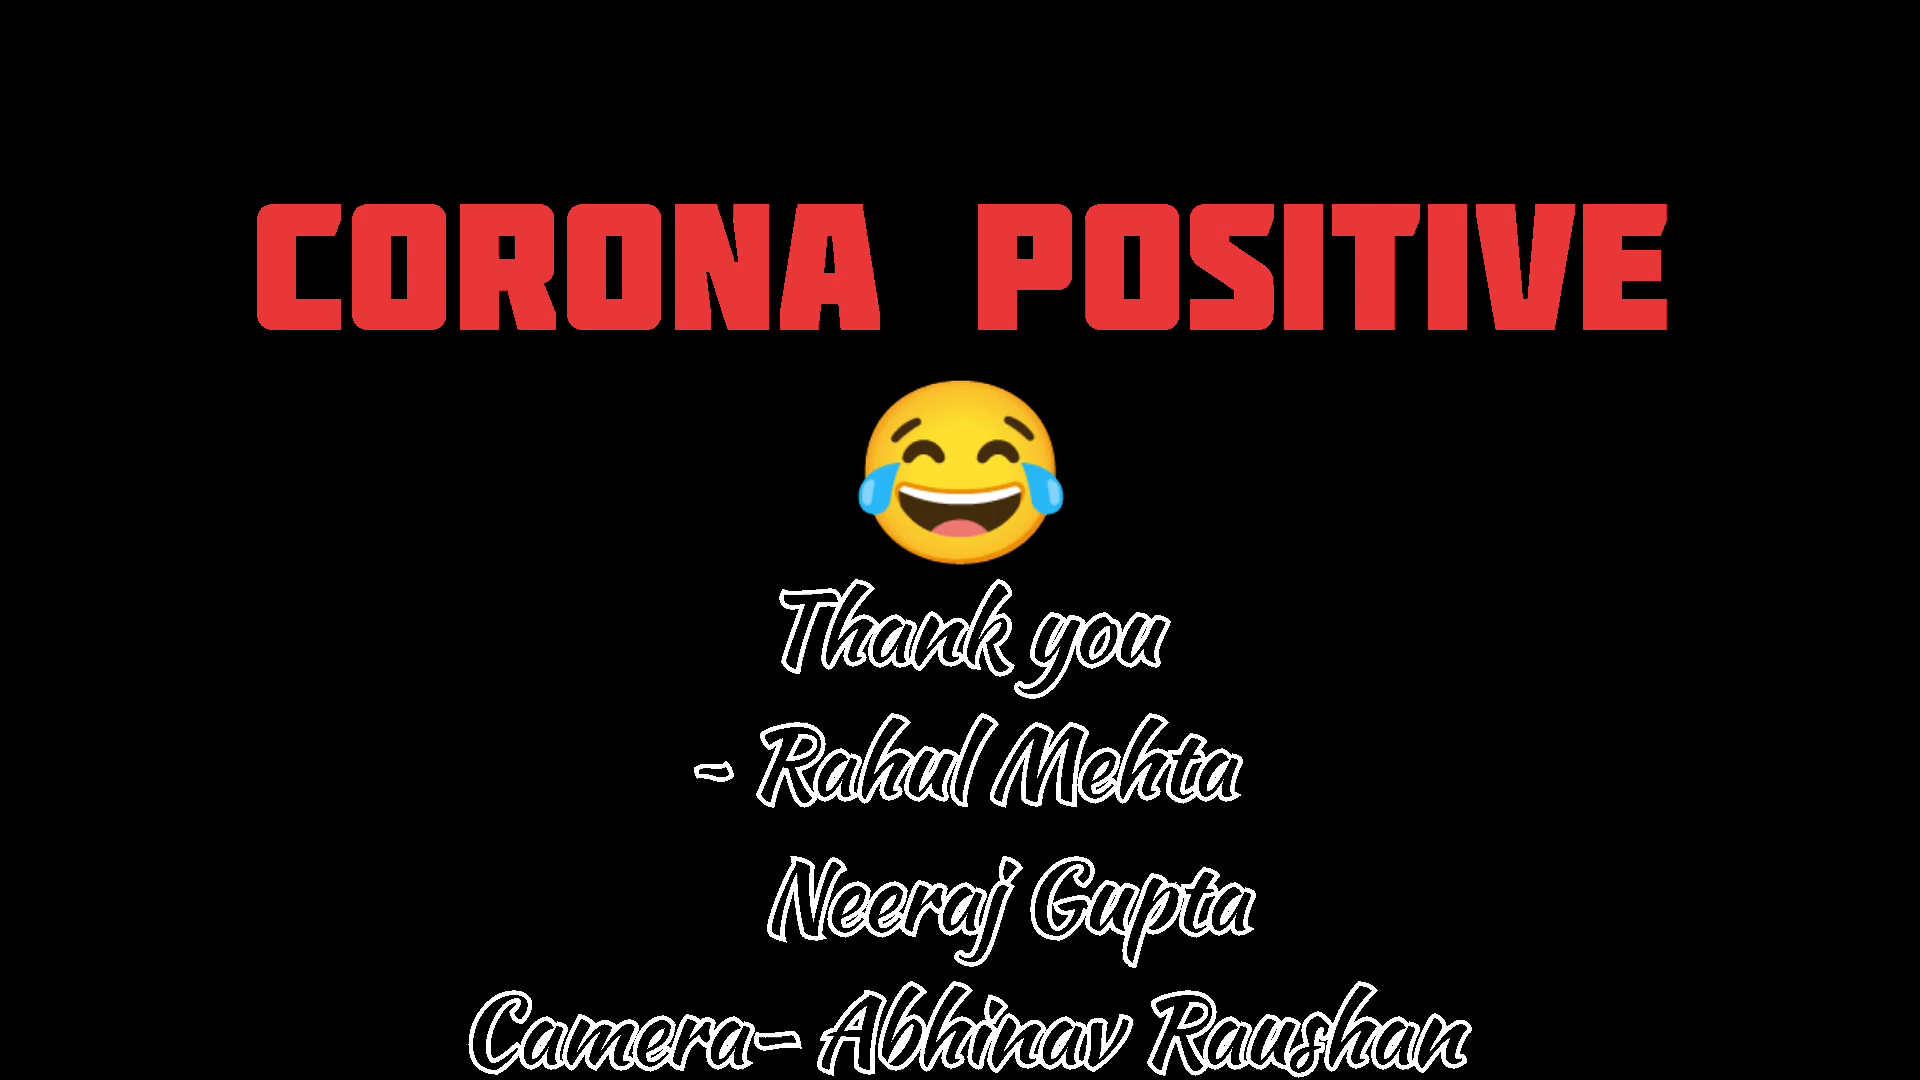 CORONA POSITIVE
😂
Thank you
- Rahul Mehta
Neeraj Gupta
Camera- Abhinav Raushan